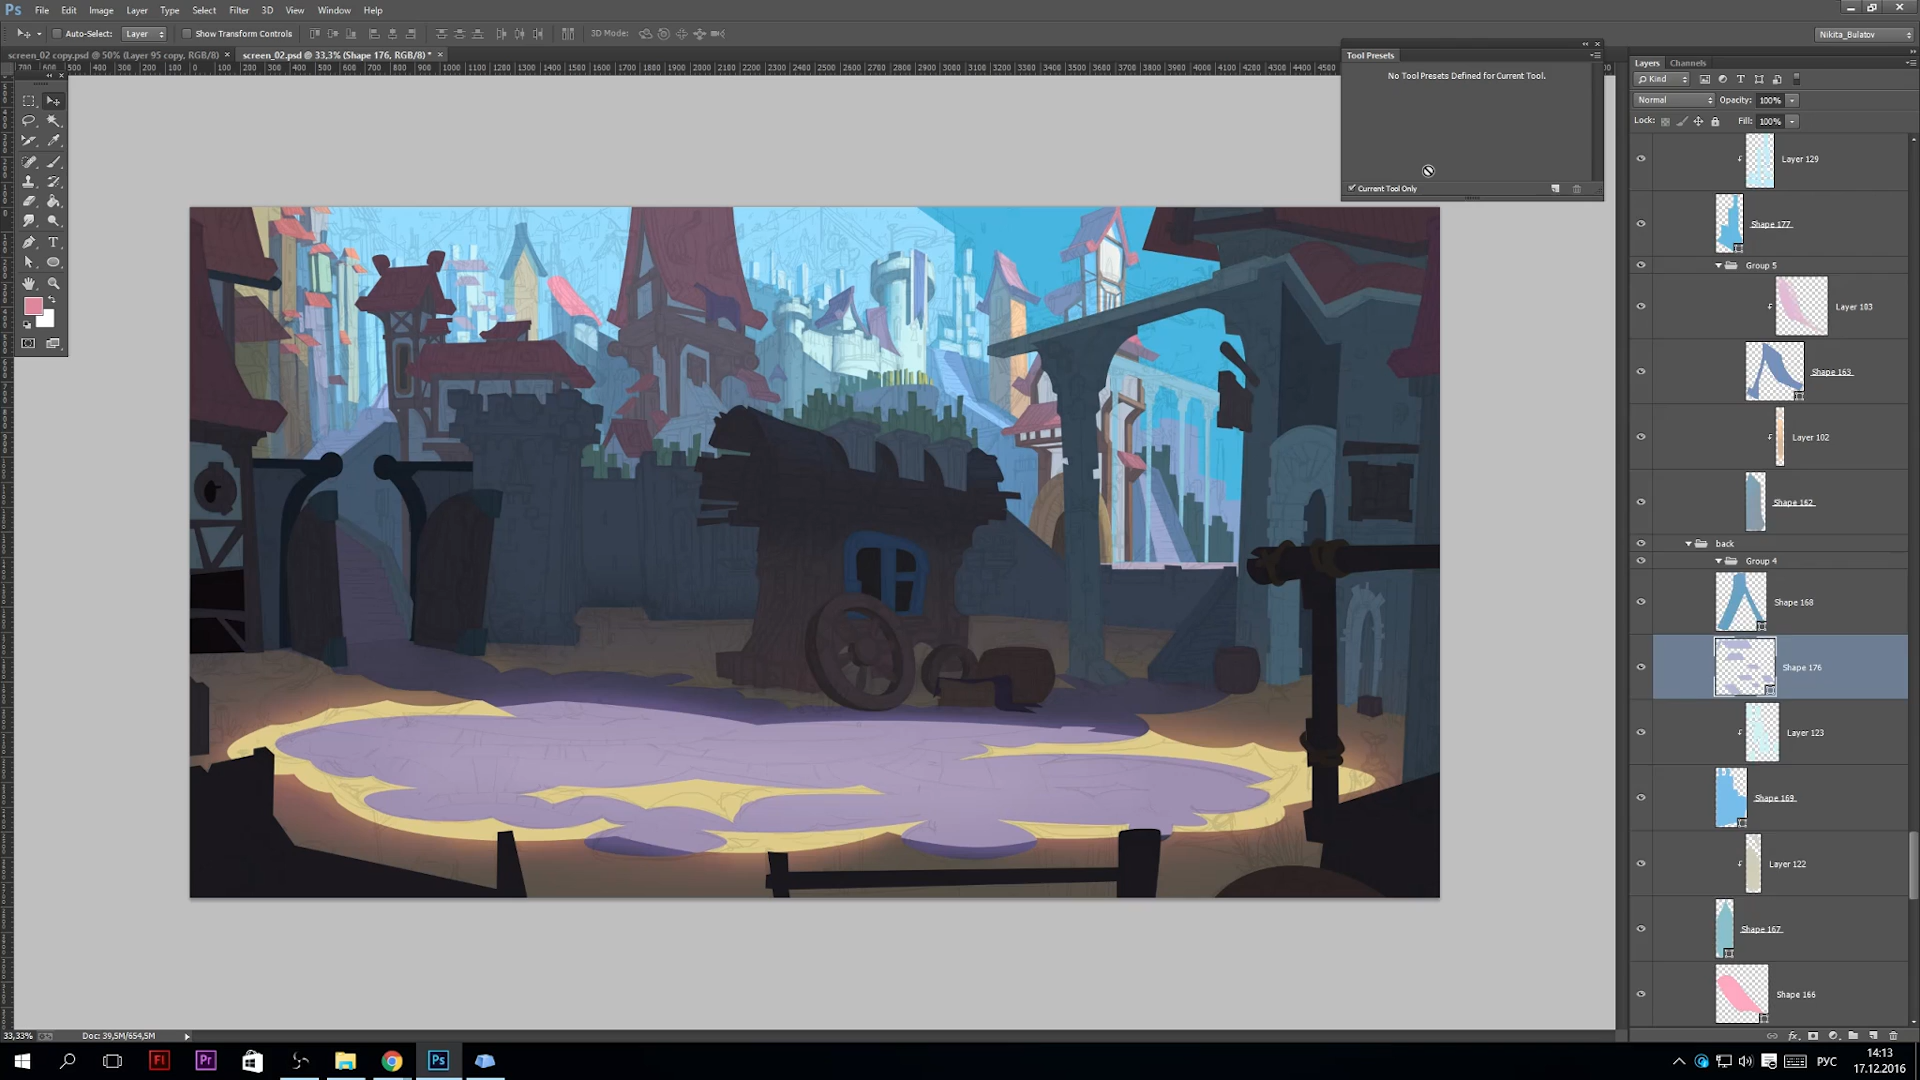 Ps File Edit Image Layer Type Select Filter 3D View Window Help
Auto-Select: Layer Show Transform Controls 3D Mode: Nikita_Bulatov
screen_02 copy.psd @ 50% (Layer 95 copy, RGB/8) × screen_02.psd @ 33,3% (Shape 176, RGB/8) * ×
Tool Presets
No Tool Presets Defined for Current Tool.
Current Tool Only
Layers Channels
Kind
Normal Opacity: 100%
Lock: Fill: 100%
Layer 129
Shape 177
Group 5
Layer 103
Shape 163
Layer 102
Shape 162
back
Group 4
Shape 168
Shape 176
Layer 123
Shape 169
Layer 122
Shape 167
Shape 166
33,33% Doc: 39,5M/654,5M
Fl Pr Ps РУС
14:13
17.12.2016